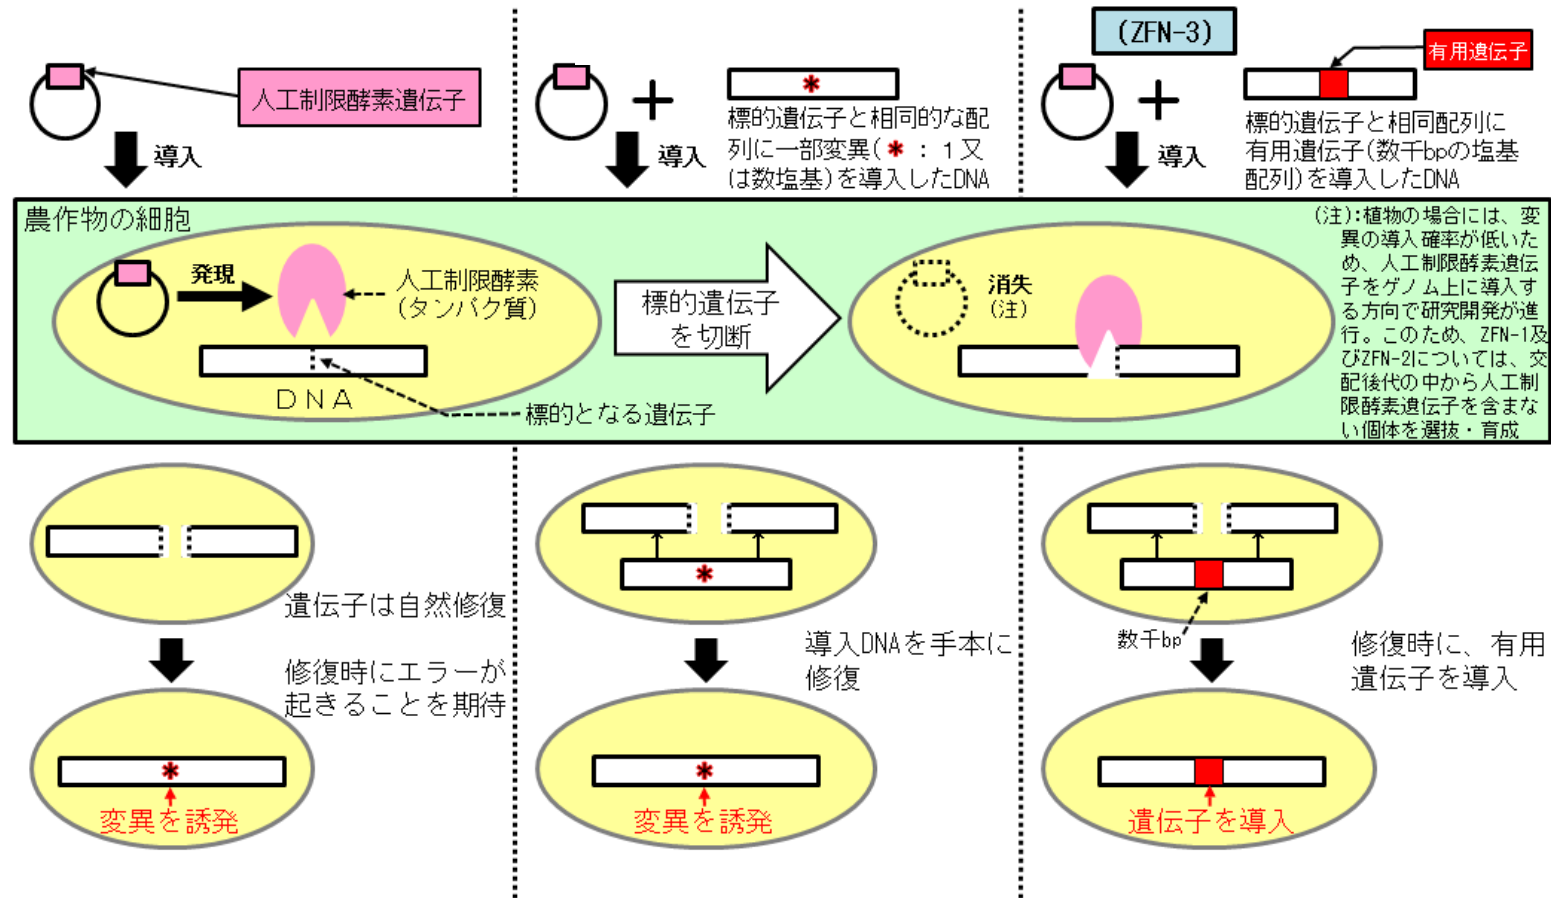 (ZFN-3)
有用遺伝子
人工制限酵素遺伝子
導入
標的遺伝子と相同的な配
列に一部変異(*:1又
は数塩基)を導入したDNA
導入
標的遺伝子と相同配列に
有用遺伝子(数千bpの塩基
配列)を導入したDNA
導入
農作物の細胞
発現
人工制限酵素
(タンパク質)
DNA
標的となる遺伝子
標的遺伝子
を切断
消失
(注)
(注):植物の場合には、変
異の導入確率が低いた
め、人工制限酵素遺伝
子をゲノム上に導入す
る方向で研究開発が進
行。このため、ZFN-1及
びZFN-2については、交
配後代の中から人工制
限酵素遺伝子を含まな
い個体を選抜・育成
遺伝子は自然修復
修復時にエラーが
起きることを期待
*
変異を誘発
*
導入DNAを手本に
修復
*
変異を誘発
数千bp
修復時に、有用
遺伝子を導入
遺伝子を導入